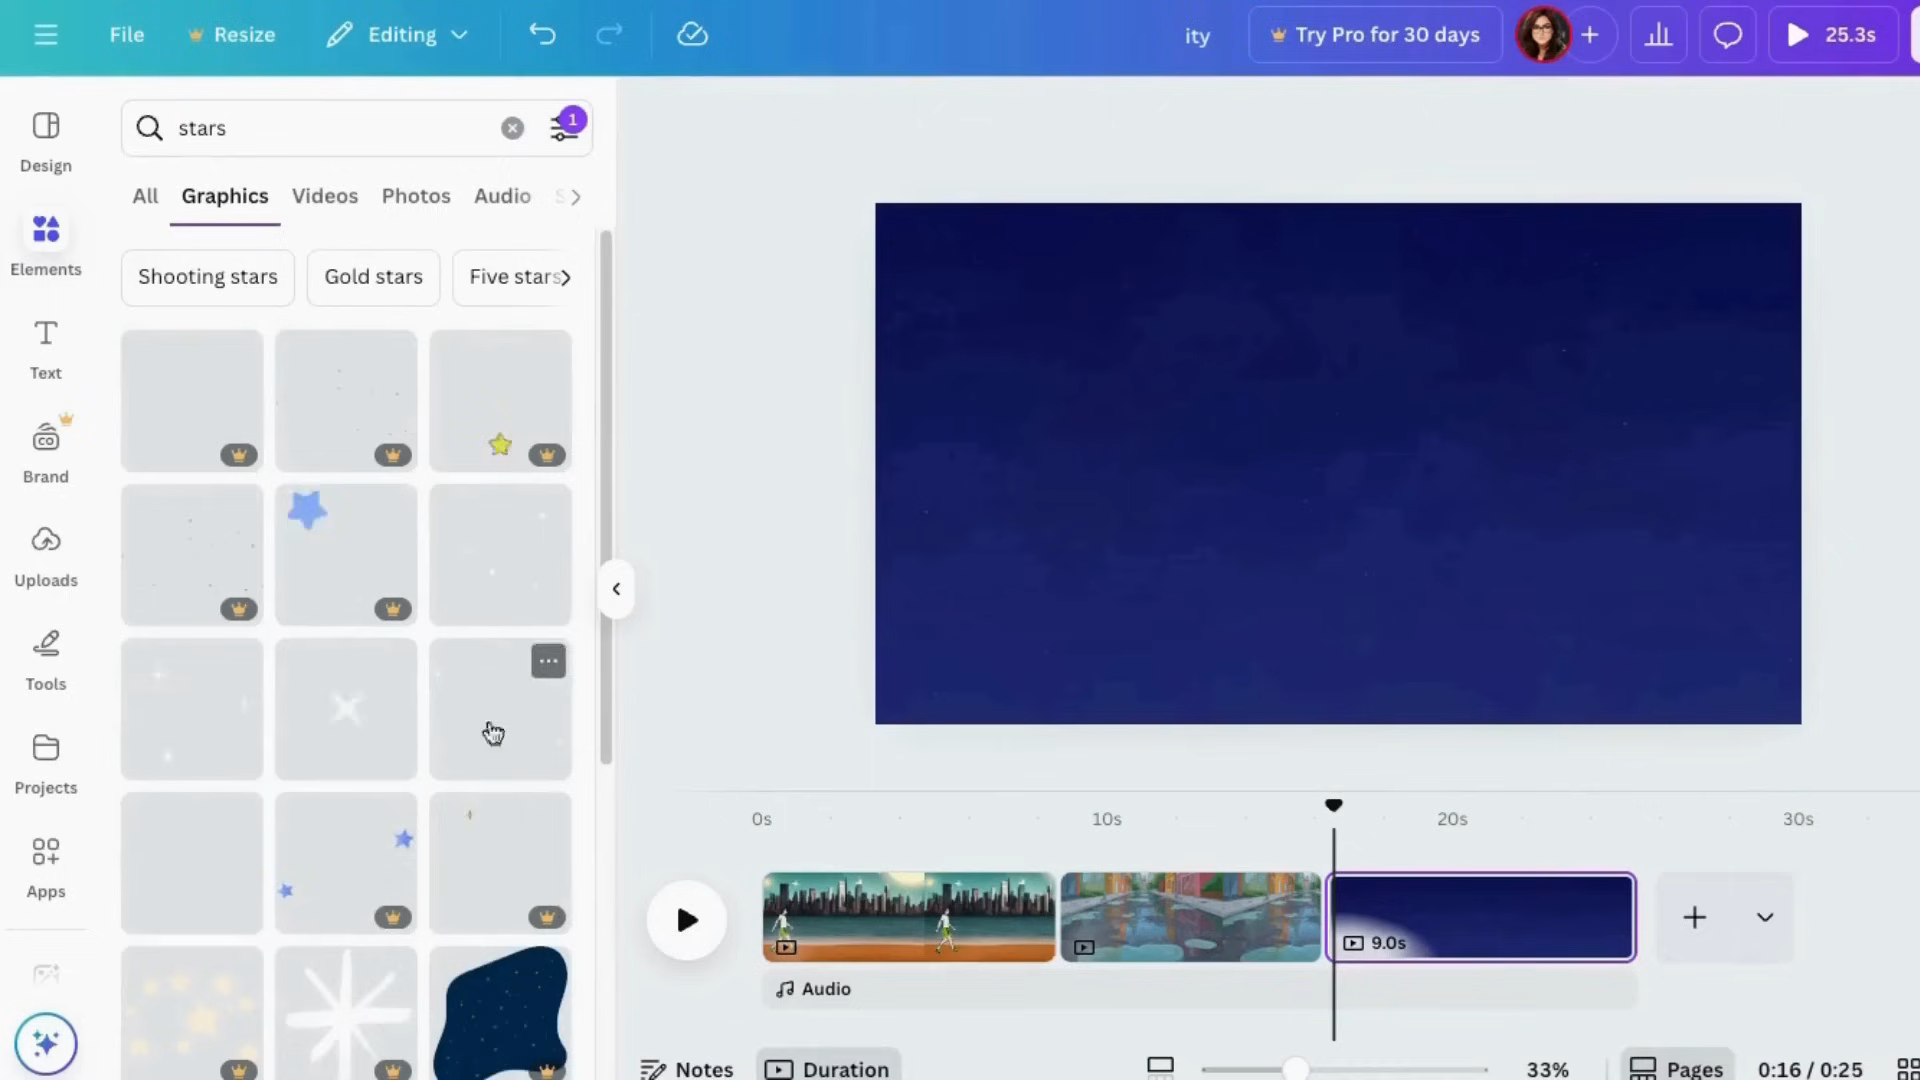 File
Resize
Editing
ity
Try Pro for 30 days
25.3s
Design
Elements
Text
Brand
Uploads
Tools
Projects
Apps
stars
1
All
Graphics
Videos
Photos
Audio
S
Shooting stars
Gold stars
Five stars
0s
10s
20s
30s
9.0s
Audio
Notes
Duration
33%
Pages
0:16 / 0:25